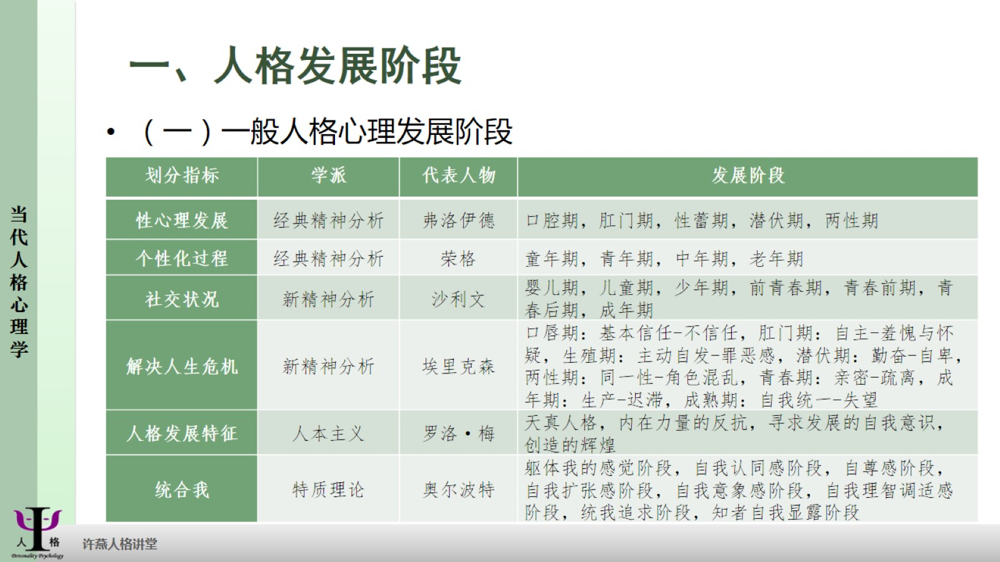 一、人格发展阶段
• （一）一般人格心理发展阶段
划分指标 学派 代表人物 发展阶段
性心理发展 经典精神分析 弗洛伊德 口腔期，肛门期，性蕾期，潜伏期，两性期
个性化过程 经典精神分析 荣格 童年期，青年期，中年期，老年期
社交状况 新精神分析 沙利文 婴儿期，儿童期，少年期，前青春期，青春前期，青
春后期，成年期
解决人生危机 新精神分析 埃里克森 口唇期：基本信任-不信任，肛门期：自主-羞愧与怀
疑，生殖期：主动自发-罪恶感，潜伏期：勤奋-自卑，
两性期：同一性-角色混乱，青春期：亲密-疏离，成
年期：生产-迟滞，成熟期：自我统一-失望
人格发展特征 人本主义 罗洛·梅 天真人格，内在力量的反抗，寻求发展的自我意识，
创造的辉煌
统合我 特质理论 奥尔波特 躯体我的感觉阶段，自我认同感阶段，自尊感阶段，
自我扩张感阶段，自我意象感阶段，自我理智调适感
阶段，统我追求阶段，知者自我显露阶段
当代人格心理学
人格
Personality Psychology
许燕人格讲堂